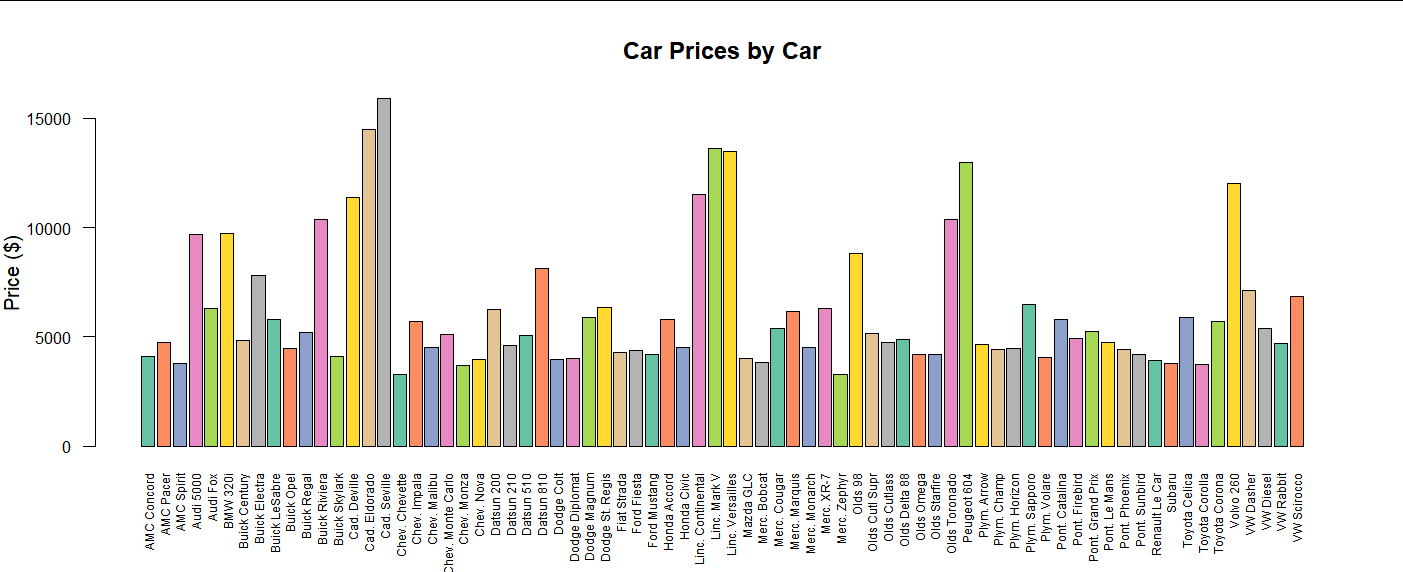 Car Prices by Car
Price ($)
15000
10000
5000
0
AMC Concord
AMC Pacer
AMC Spirit
Audi 5000
Audi Fox
BMW 320i
Buick Century
Buick Electra
Buick LeSabre
Buick Opel
Buick Regal
Buick Riviera
Buick Skylark
Cad. Deville
Cad. Eldorado
Cad. Seville
Chev. Chevette
Chev. Impala
Chev. Malibu
Chev. Monte Carlo
Chev. Monza
Chev. Nova
Datsun 200
Datsun 210
Datsun 510
Datsun 810
Dodge Colt
Dodge Diplomat
Dodge Magnum
Dodge St. Regis
Fiat Strada
Ford Fiesta
Ford Mustang
Honda Accord
Honda Civic
Linc. Continental
Linc. Mark V
Linc. Versailles
Mazda GLC
Merc. Bobcat
Merc. Cougar
Merc. Marquis
Merc. Monarch
Merc. XR-7
Merc. Zephyr
Olds 98
Olds Cutl Supr
Olds Cutlass
Olds Delta 88
Olds Omega
Olds Starfire
Olds Toronado
Peugeot 604
Plym. Arrow
Plym. Champ
Plym. Horizon
Plym. Sapporo
Plym. Volare
Pont. Catalina
Pont. Firebird
Pont. Grand Prix
Pont. Le Mans
Pont. Phoenix
Pont. Sunbird
Renault Le Car
Subaru
Toyota Celica
Toyota Corolla
Toyota Corona
Volvo 260
VW Dasher
VW Diesel
VW Rabbit
VW Scirocco